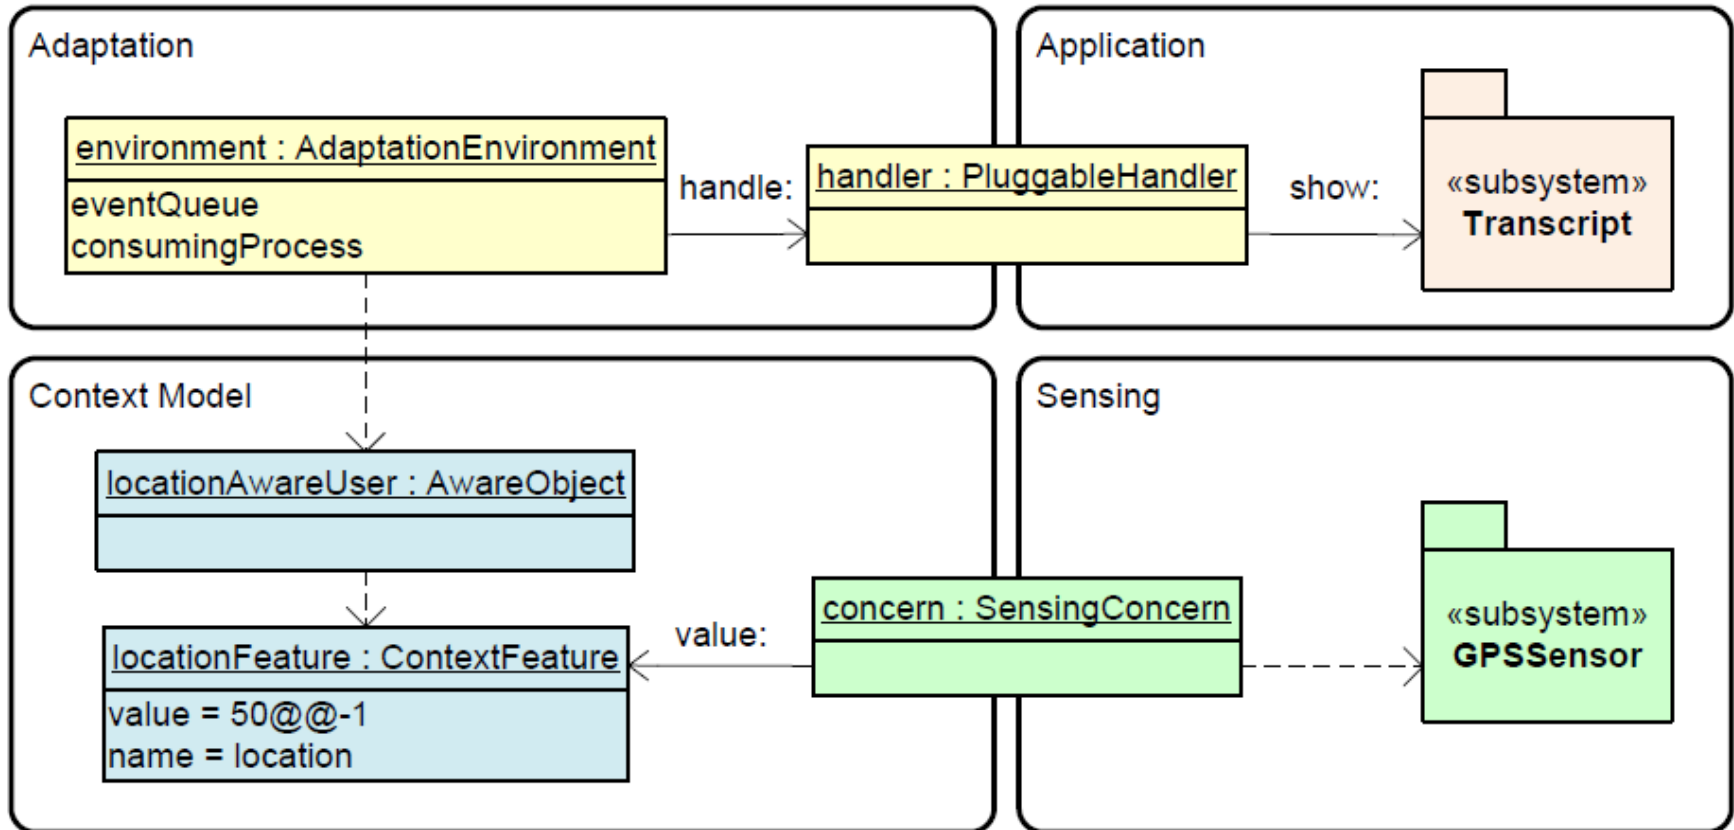 Adaptation
environment : AdaptationEnvironment
eventQueue
consumingProcess
handle:
handler : PluggableHandler
Application
show:
«subsystem»
Transcript
Context Model
locationAwareUser : AwareObject
locationFeature : ContextFeature
value = 50@@-1
name = location
value:
concern : SensingConcern
Sensing
«subsystem»
GPSSensor